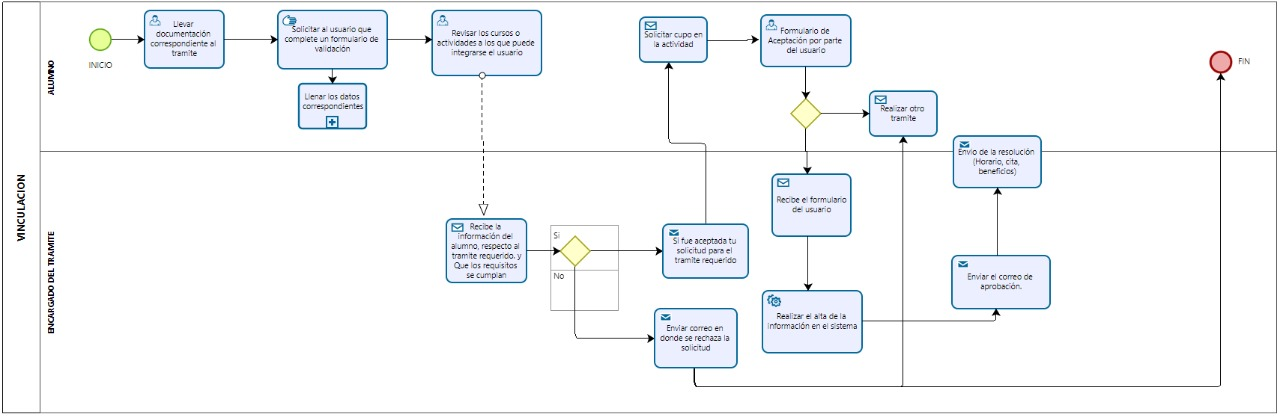 VINCULACION
ALUMNO
INICIO
Llevar
documentación
correspondiente al
tramite
Solicitar al usuario que
complete un formulario de
validación
Llenar los datos
correspondientes
Revisar los cursos o
actividades a los que puede
integrarse el usuario
Solicitar cupo en
la actividad
Formulario de
Aceptación por parte
del usuario
Realizar otro
tramite
FIN
ENCARGADO DEL TRAMITE
Recibe la
información del
alumno, respecto al
tramite requerido. y
Que los requisitos
se cumplan
Si
No
Si fue aceptada tu
solicitud para el
tramite requerido
Enviar correo en
donde se rechaza la
solicitud
Recibe el formulario
del usuario
Realizar el alta de la
información en el sistema
Enviar el correo de
aprobación.
Envio de la resolución
(Horario, cita,
beneficios)